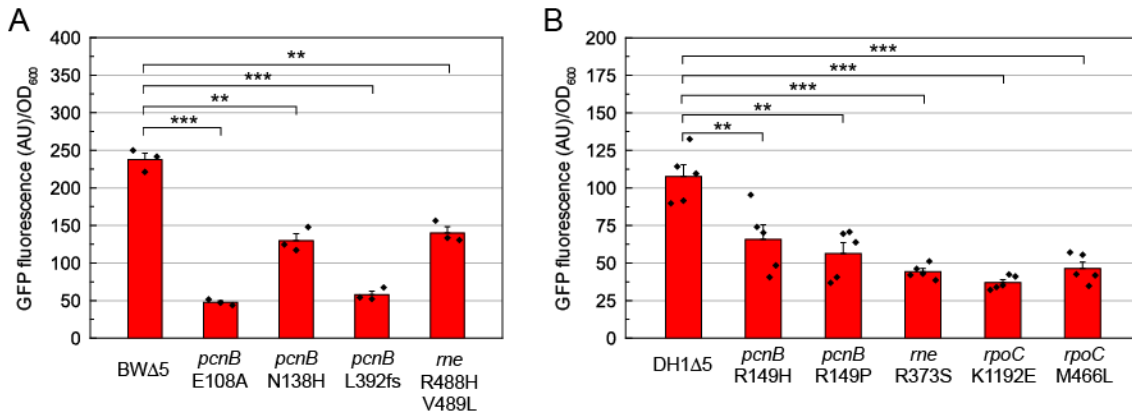 A
GFP fluorescence (AU)/OD600
400
350
300
250
200
150
100
50
0
**
***
**
***
BWΔ5
pcnB
E108A
pcnB
N138H
pcnB
L392fs
rne
R488H
V489L
B
GFP fluorescence (AU)/OD600
200
175
150
125
100
75
50
25
0
***
***
***
**
**
DH1Δ5
pcnB
R149H
pcnB
R149P
rne
R373S
rpoC
K1192E
rpoC
M466L